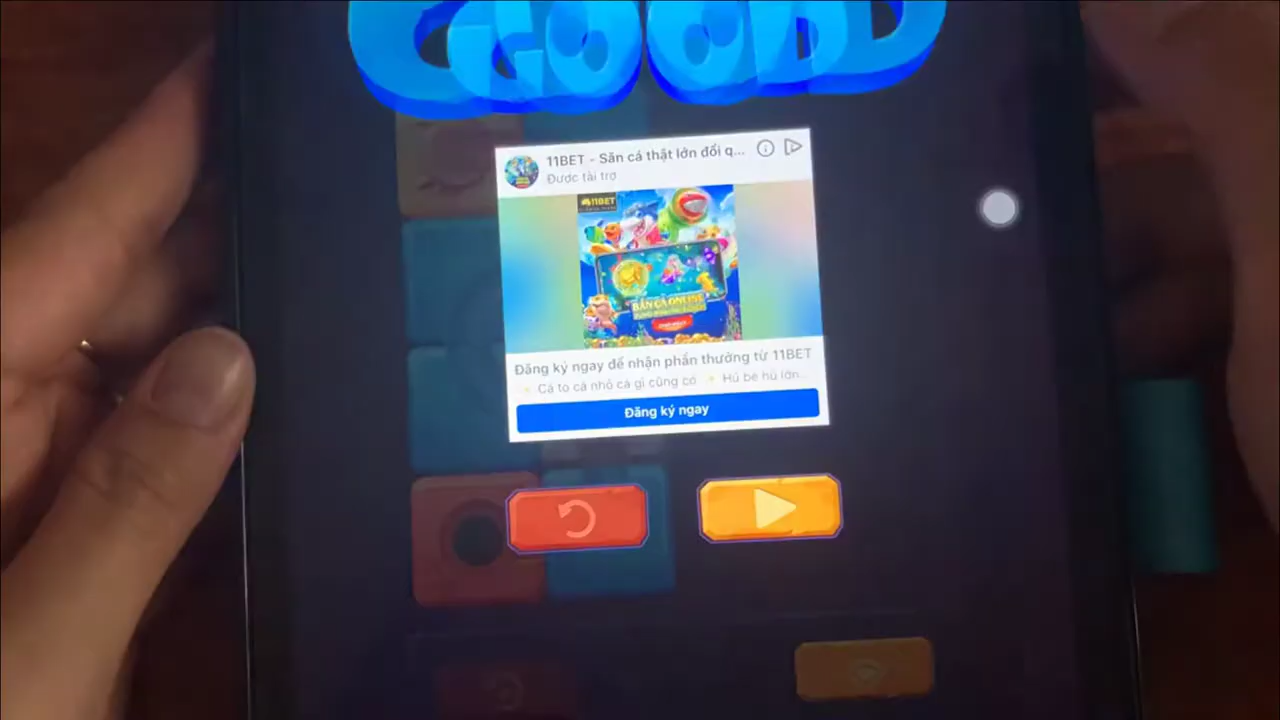 GOOD
11BET - Săn cá thật lớn đổi q...
Được tài trợ
11BET
BẮN CÁ ONLINE
Đăng ký ngay để nhận phần thưởng từ 11BET
Cá to cá nhỏ cá gì cũng có
Hũ bé hũ lớn...
Đăng ký ngay